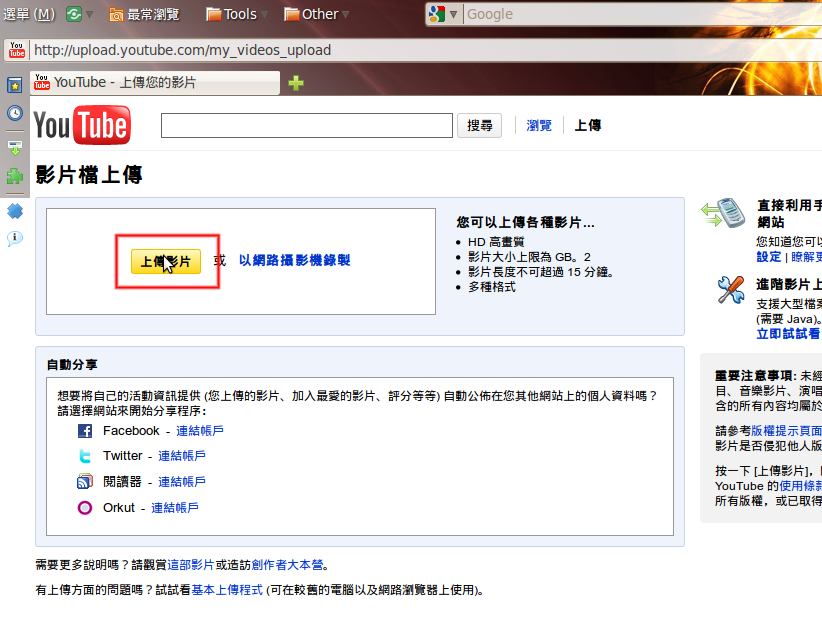 選單 (M) 最常瀏覽 Tools Other Google
You Tube http://upload.youtube.com/my_videos_upload
You Tube YouTube - 上傳您的影片
YouTube 搜尋 瀏覽 上傳
影片檔上傳
上傳影片 或 以網路攝影機錄製
您可以上傳各種影片...
HD 高畫質
影片大小上限為 GB。2
影片長度不可超過 15 分鐘。
多種格式
直接利用手
網站
您知道您可以
設定 | 瞭解更
進階影片上
支援大型檔案
(需要 Java)。
立即試試看
自動分享
想要將自己的活動資訊提供 (您上傳的影片、加入最愛的影片、評分等等) 自動公佈在您其他網站上的個人資料嗎？
請選擇網站來開始分享程序：
Facebook - 連結帳戶
Twitter - 連結帳戶
閱讀器 - 連結帳戶
Orkut - 連結帳戶
重要注意事項: 未經
目、音樂影片、演唱
含的所有內容均屬於
請參考版權提示頁面
影片是否侵犯他人版
按一下 [上傳影片]，
YouTube 的使用條款
所有版權，或已取得
需要更多說明嗎？請觀賞這部影片或造訪創作者大本營。
有上傳方面的問題嗎？試試看基本上傳程式 (可在較舊的電腦以及網路瀏覽器上使用)。